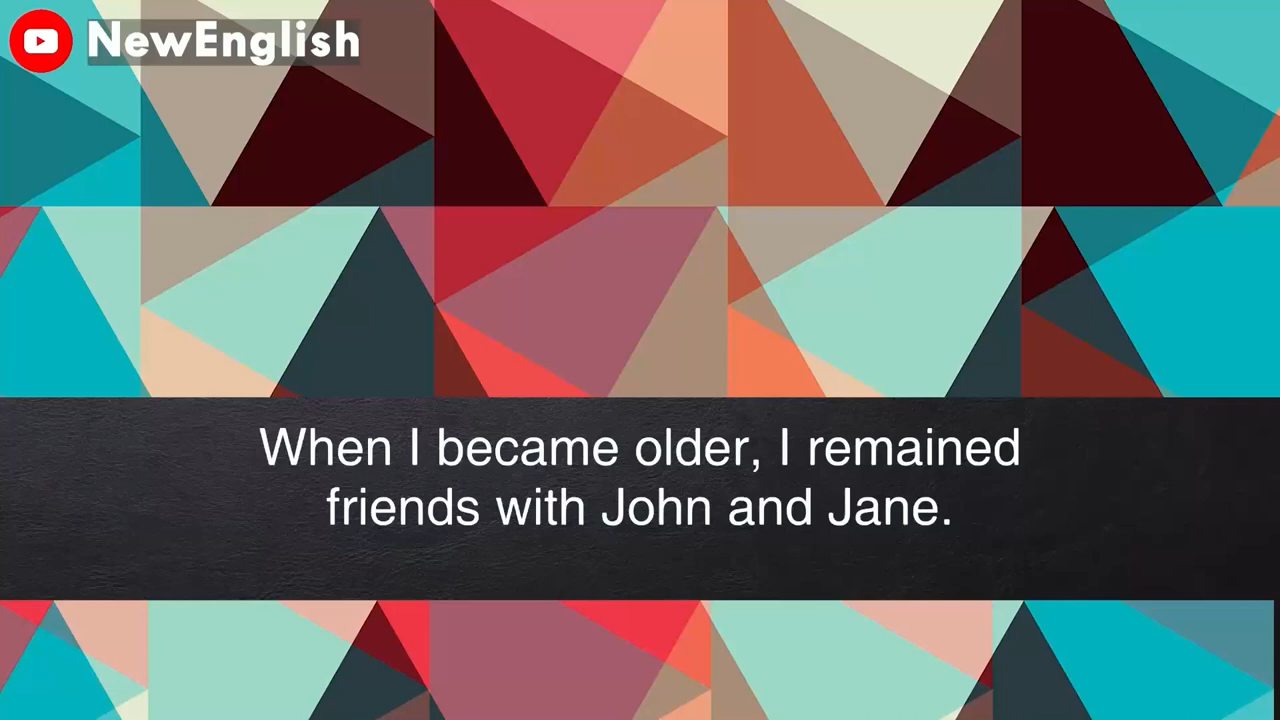 NewEnglish
When I became older, I remained
friends with John and Jane.